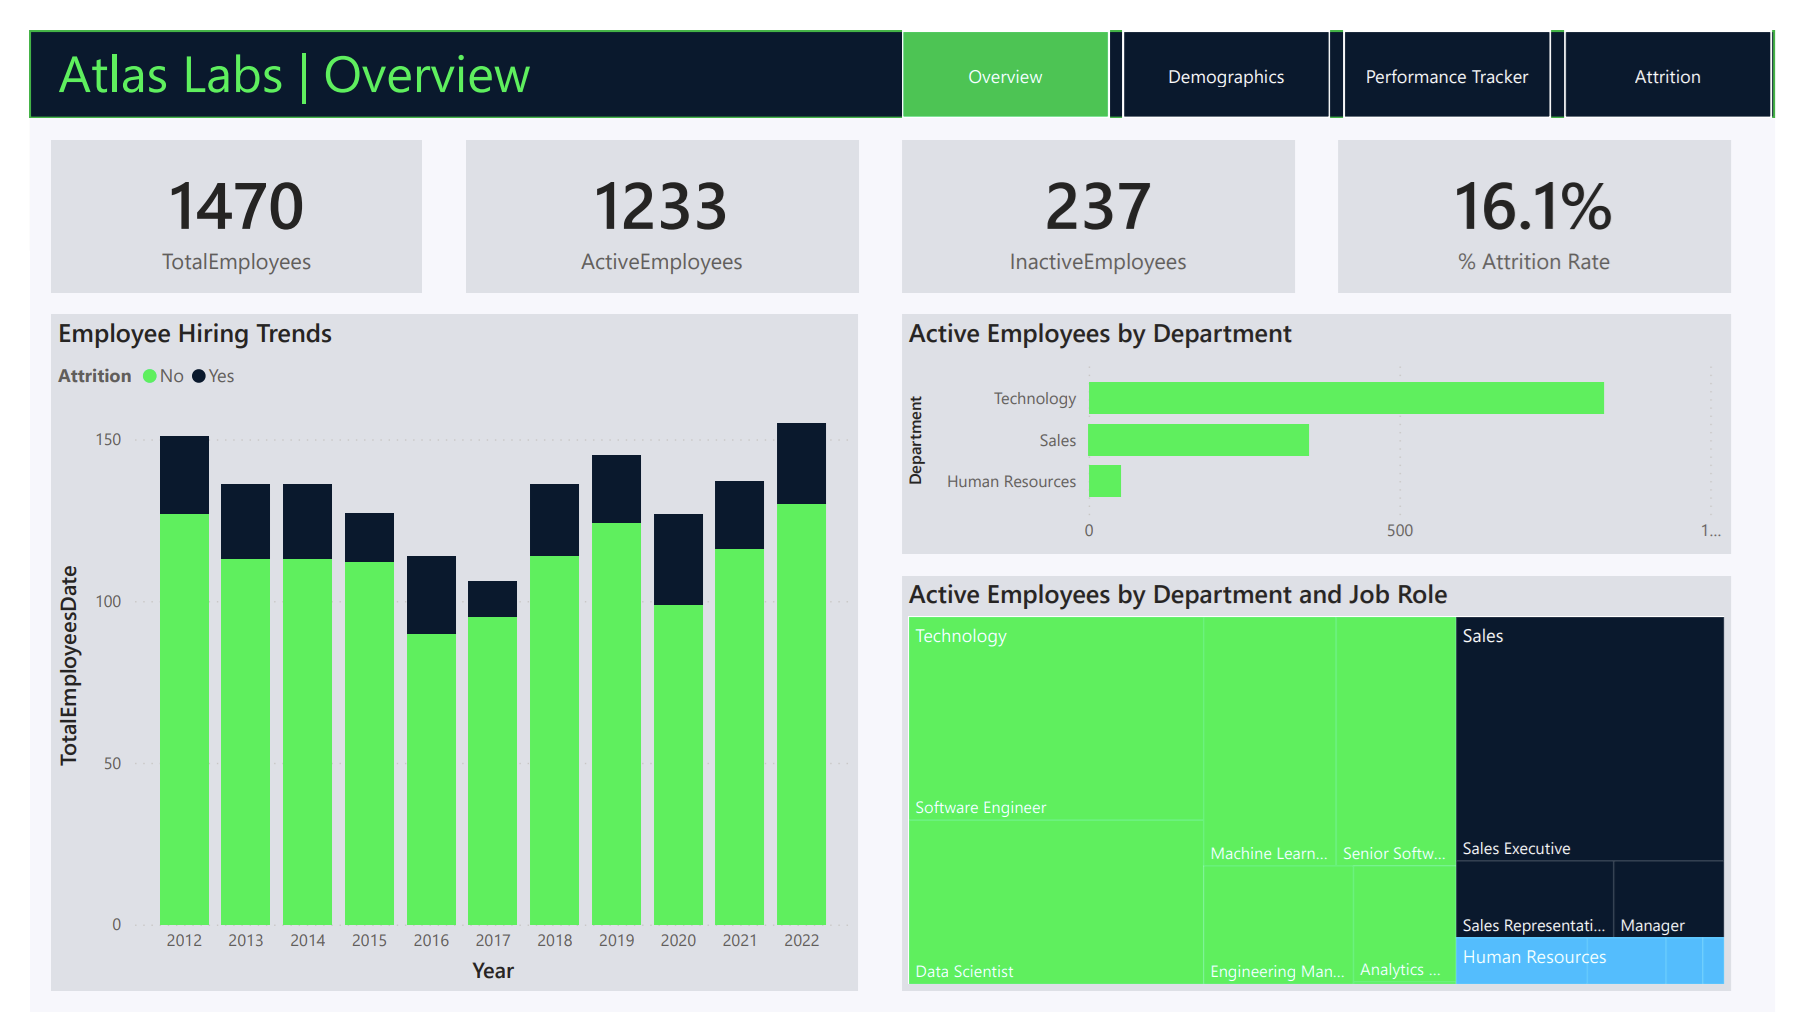 Atlas Labs | Overview
Overview
Demographics
Performance Tracker
Attrition
1470
TotalEmployees
1233
ActiveEmployees
237
InactiveEmployees
16.1%
% Attrition Rate
Employee Hiring Trends
Attrition No Yes
150
100
50
0
TotalEmployeesDate
2012 2013 2014 2015 2016 2017 2018 2019 2020 2021 2022
Year
Active Employees by Department
Department
Technology
Sales
Human Resources
0 500 1...
Active Employees by Department and Job Role
Technology
Software Engineer
Data Scientist
Machine Learn...
Senior Softw...
Engineering Man...
Analytics ...
Sales
Sales Executive
Sales Representati...
Manager
Human Resources